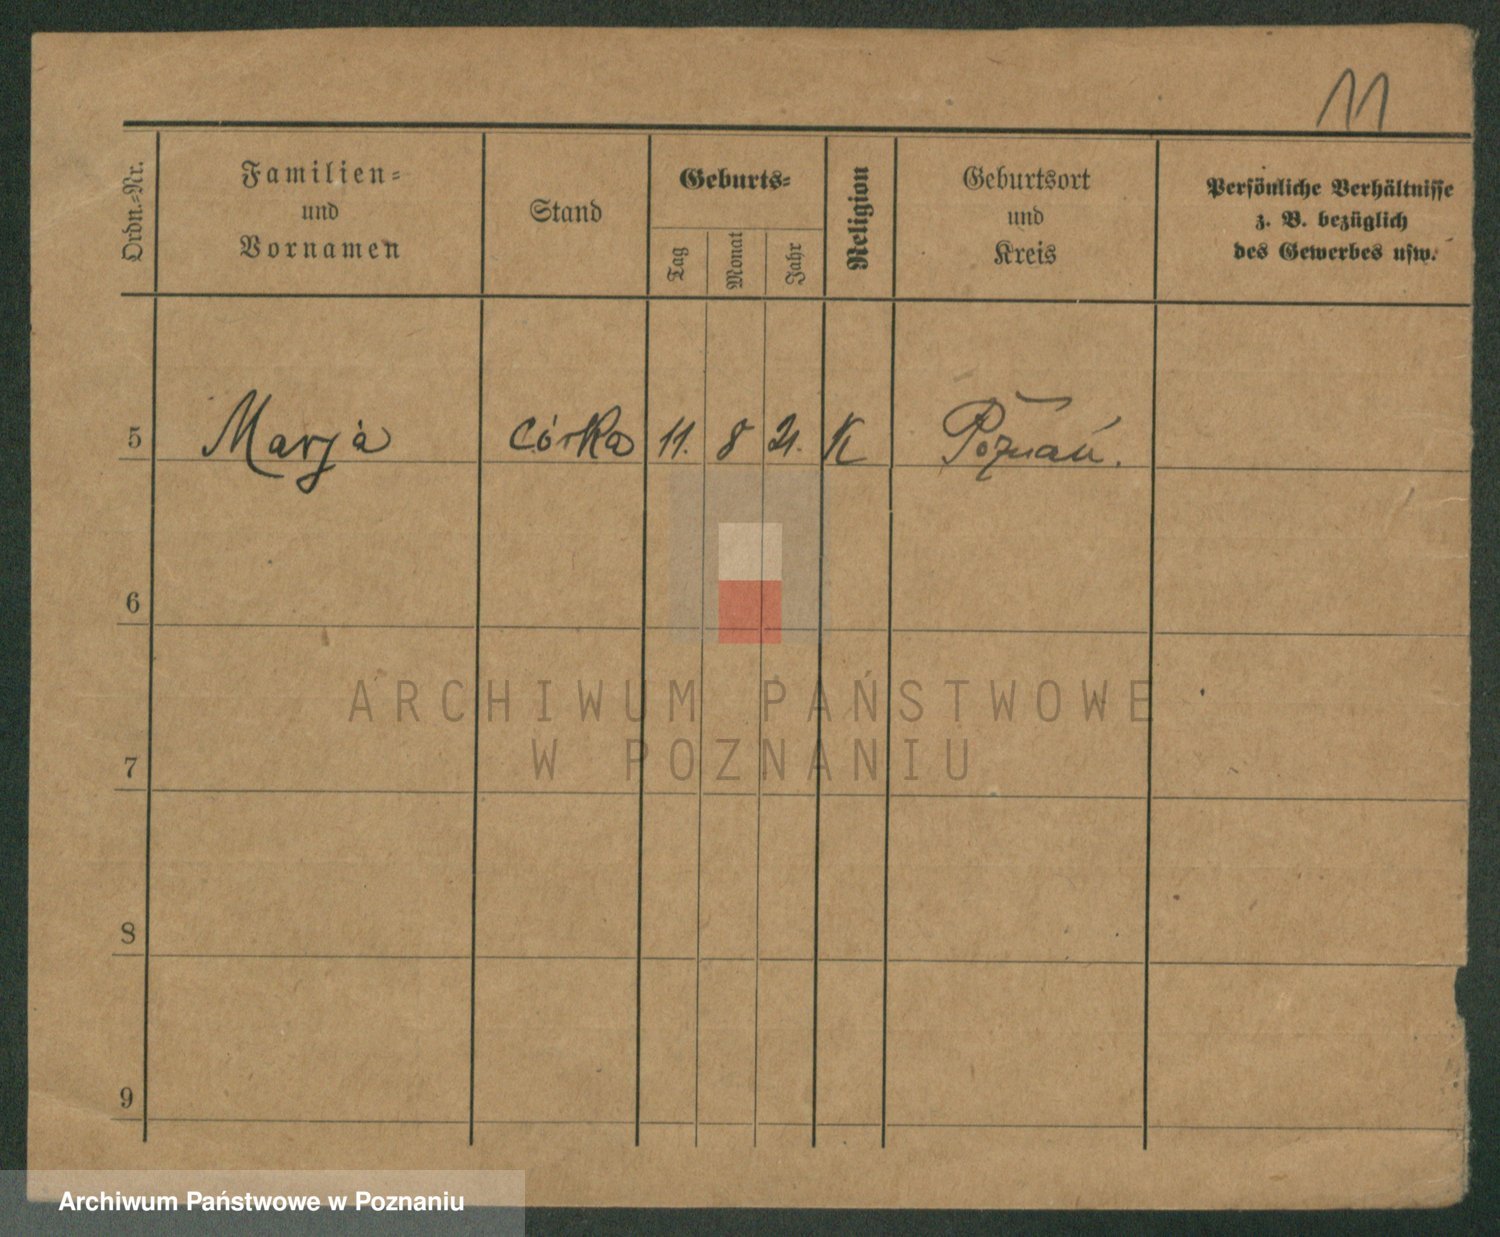 11
Ordn.-Nr.
Familien-
und
Vornamen
Stand
Geburts-
Tag
Monat
Jahr
Religion
Geburtsort
und
Kreis
Persönliche Verhältnisse
z. B. bezüglich
des Gewerbes usw.
5 Marja córka 11. 8 21. K Poznań.
6
7
8
9
ARCHIWUM PAŃSTWOWE
W POZNANIU
Archiwum Państwowe w Poznaniu